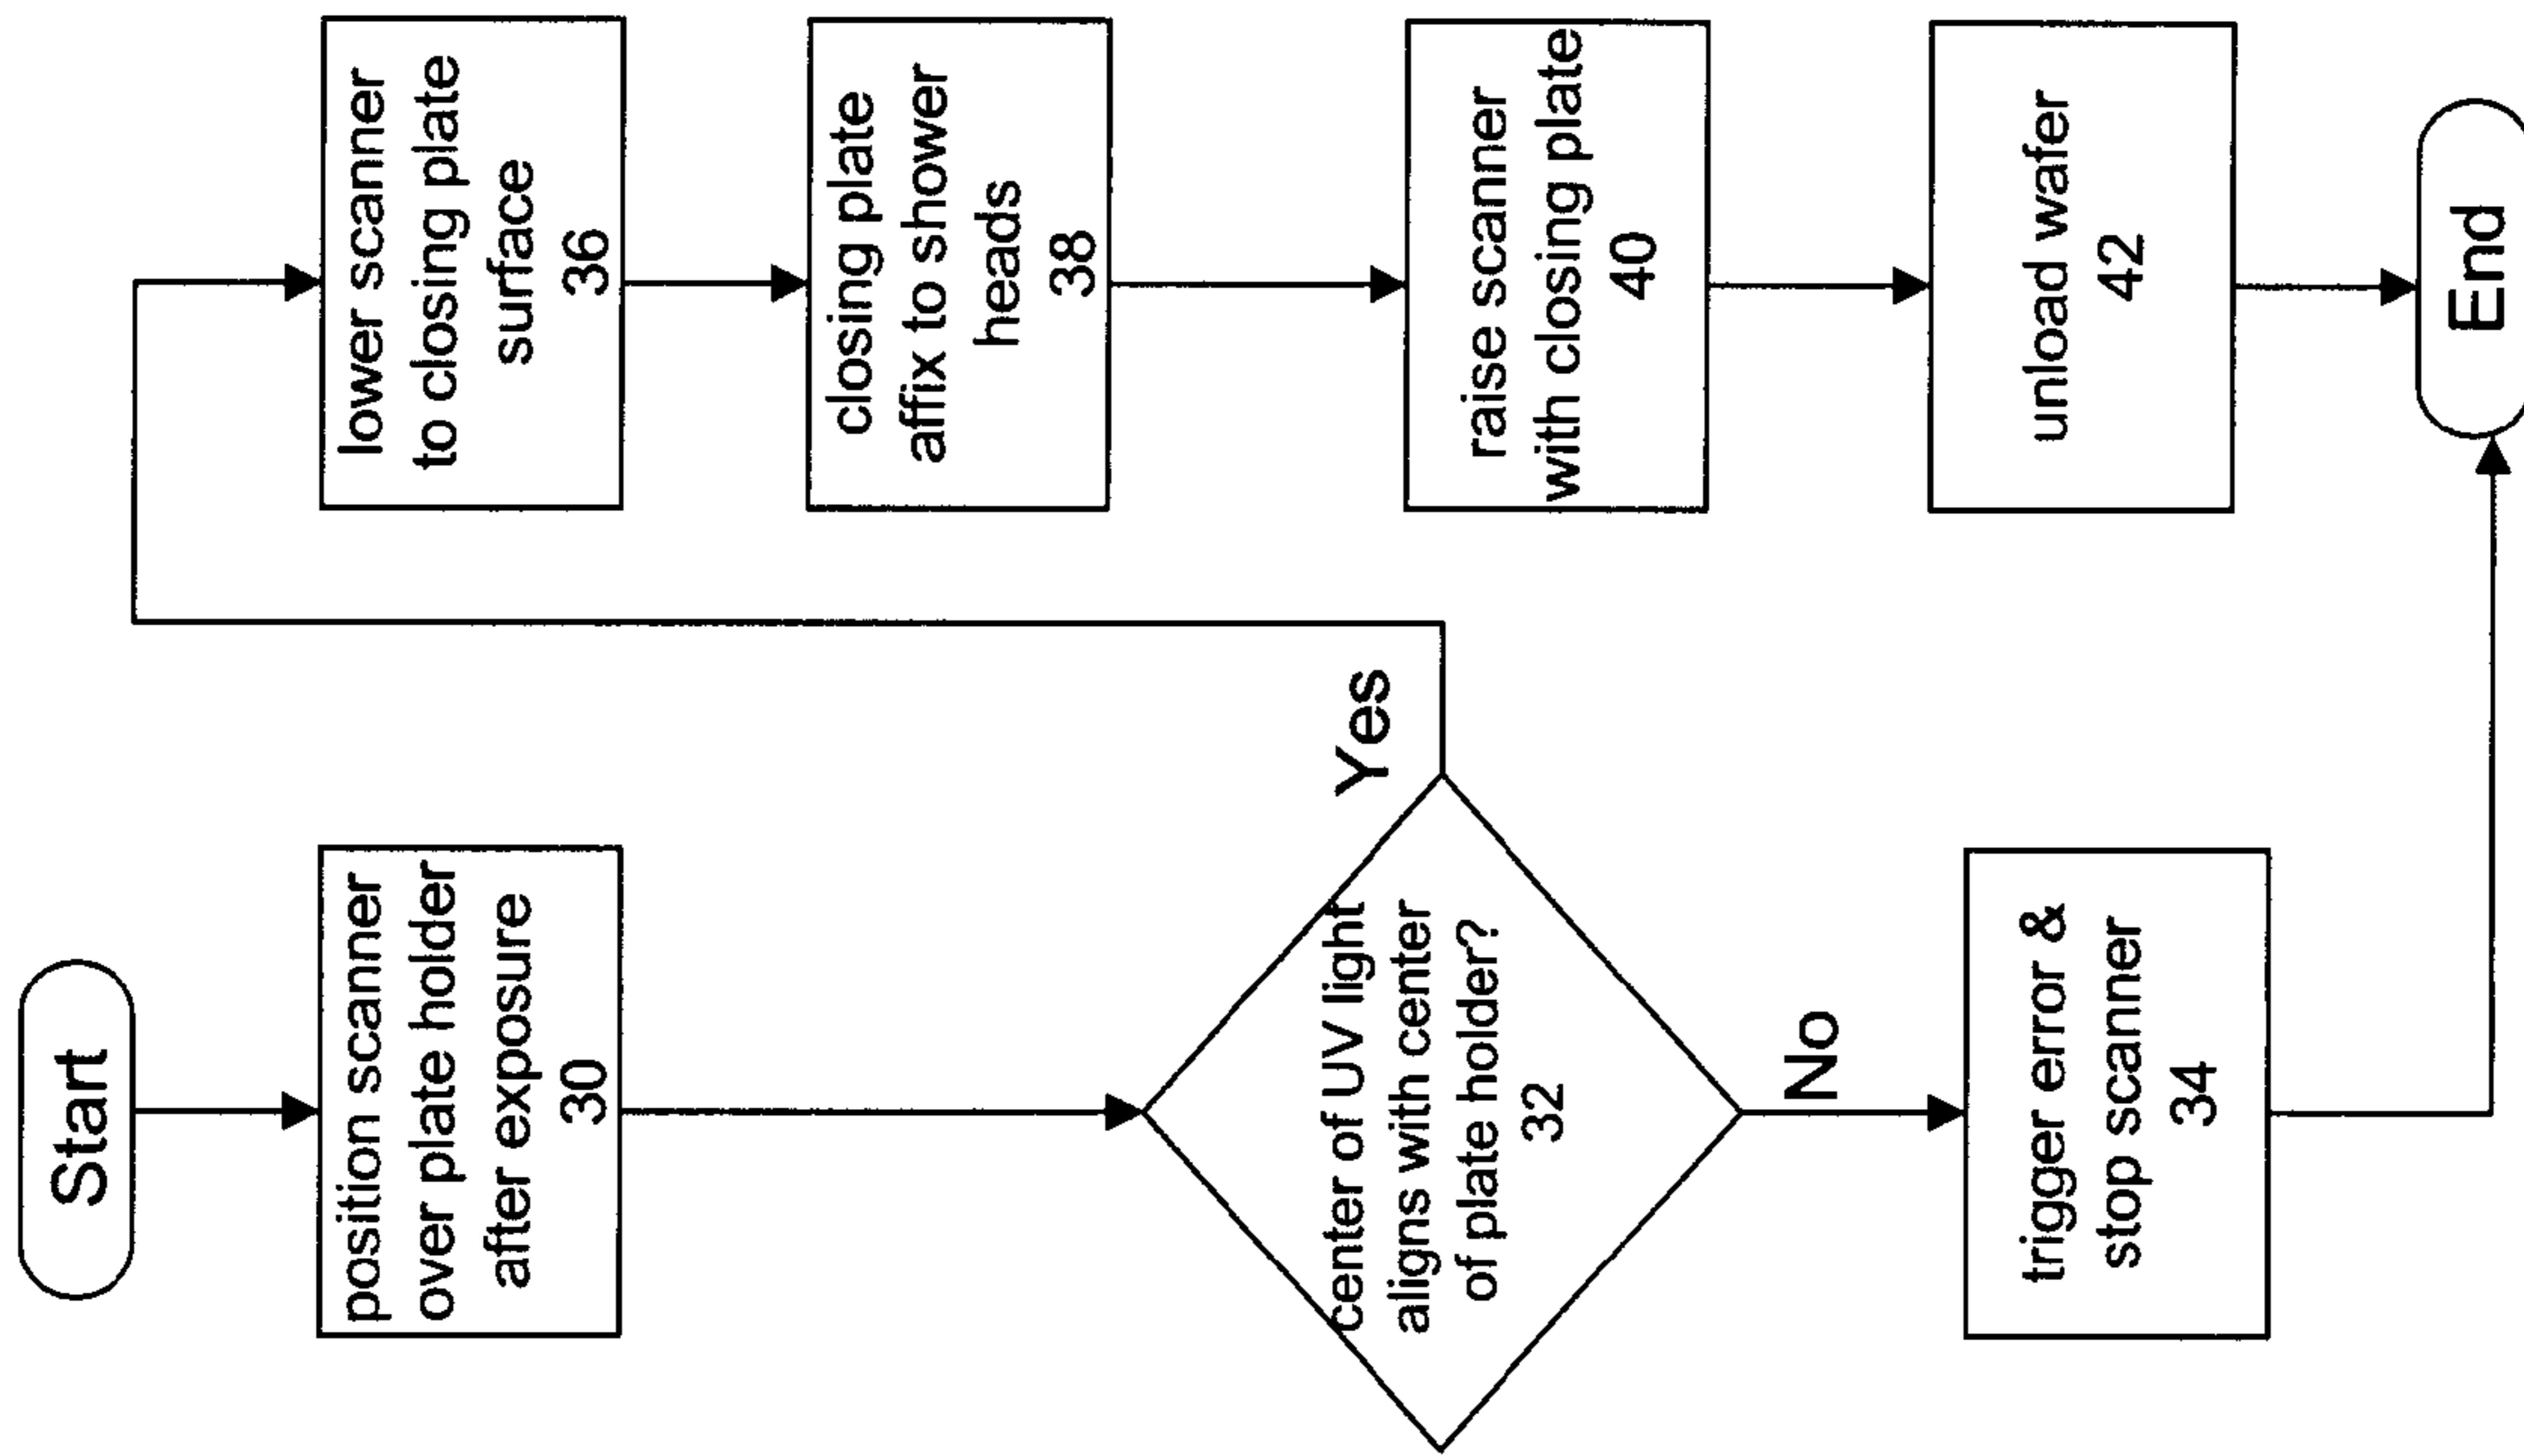 Start
position scanner
over plate holder
after exposure
30
center of UV light
aligns with center
of plate holder?
32
Yes
No
trigger error &
stop scanner
34
lower scanner
to closing plate
surface
36
closing plate
affix to shower
heads
38
raise scanner
with closing plate
40
unload wafer
42
End